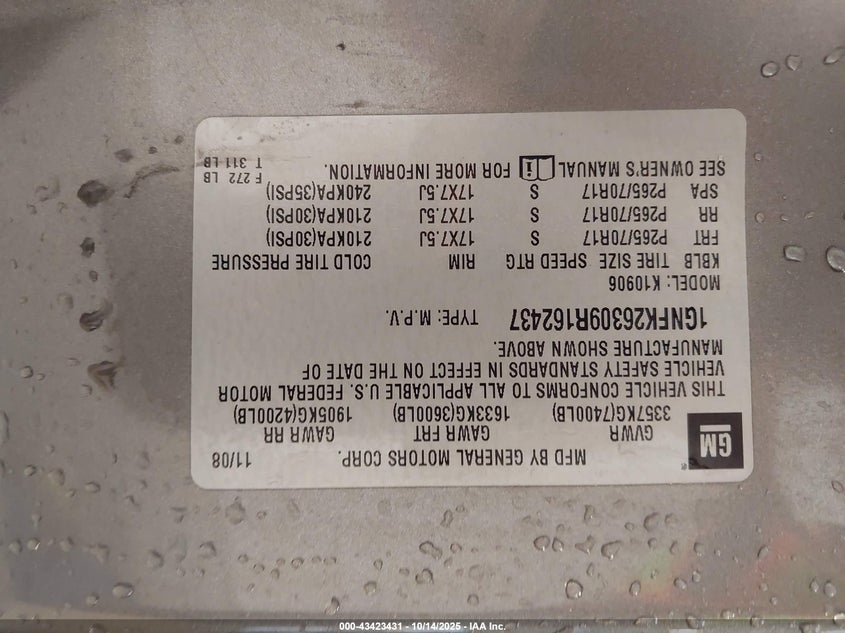 MFD BY GENERAL MOTORS CORP. 11/08
GM
GVWR GAWR FRT GAWR RR
3357KG(7400LB) 1633KG(3600LB) 1905KG(4200LB)
THIS VEHICLE CONFORMS TO ALL APPLICABLE U.S. FEDERAL MOTOR
VEHICLE SAFETY STANDARDS IN EFFECT ON THE DATE OF
MANUFACTURE SHOWN ABOVE.
1GNFK26309R162437 TYPE: M.P.V.
MODEL: K10906
KBLB TIRE SIZE SPEED RTG RIM COLD TIRE PRESSURE
FRT P265/70R17 S 17X7.5J 210KPA(30PSI)
RR P265/70R17 S 17X7.5J 210KPA(30PSI)
SPA P265/70R17 S 17X7.5J 240KPA(35PSI)
SEE OWNER'S MANUAL i FOR MORE INFORMATION.
F 272 LB
T 311 LB
000-43423431 - 10/14/2025 - IAA Inc.